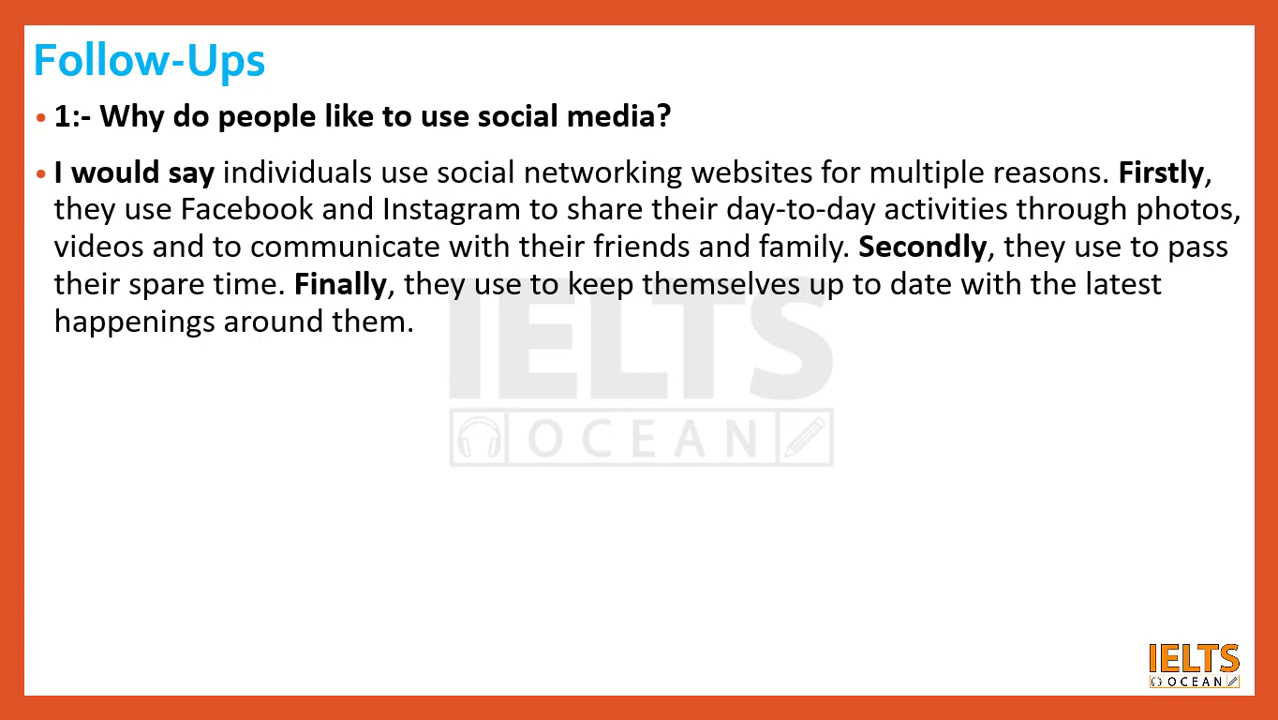 Follow-Ups
• 1:- Why do people like to use social media?
• I would say individuals use social networking websites for multiple reasons. Firstly,
they use Facebook and Instagram to share their day-to-day activities through photos,
videos and to communicate with their friends and family. Secondly, they use to pass
their spare time. Finally, they use to keep themselves up to date with the latest
happenings around them.
IELTS
OCEAN
IELTS
OCEAN